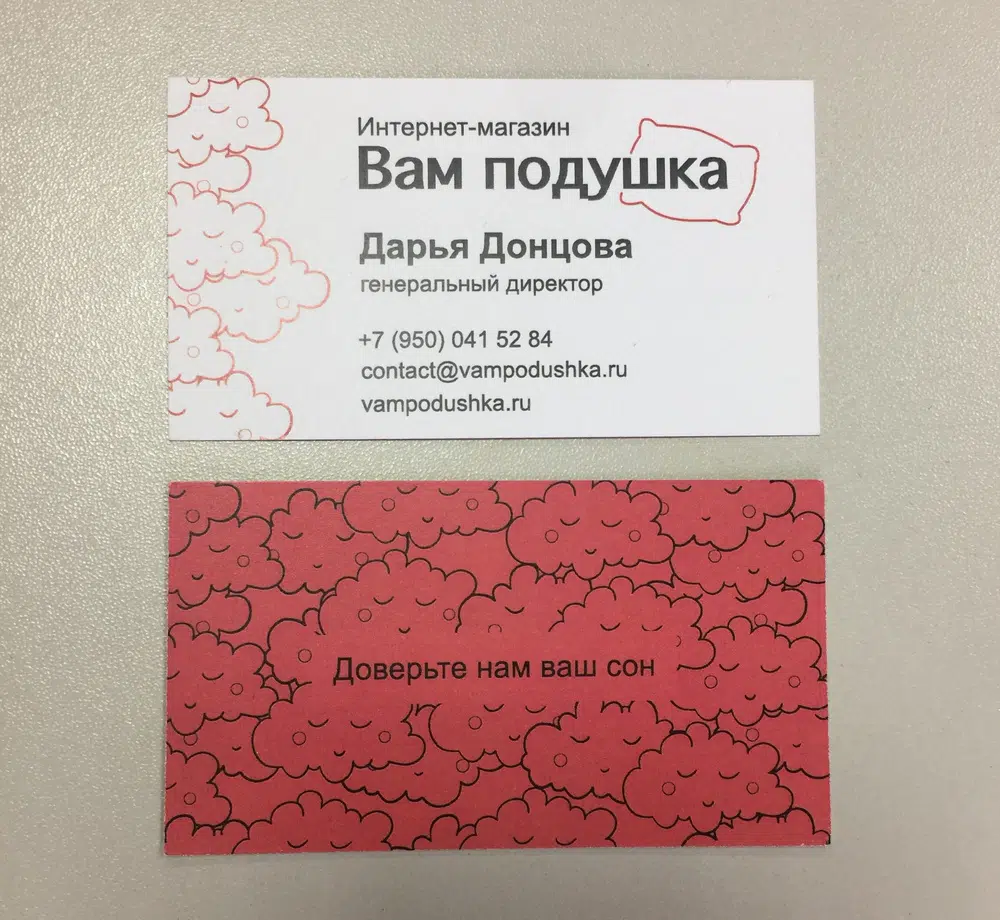 Интернет-магазин
Вам подушка
Дарья Донцова
генеральный директор
+7 (950) 041 52 84
contact@vampodushka.ru
vampodushka.ru
Доверьте нам ваш сон